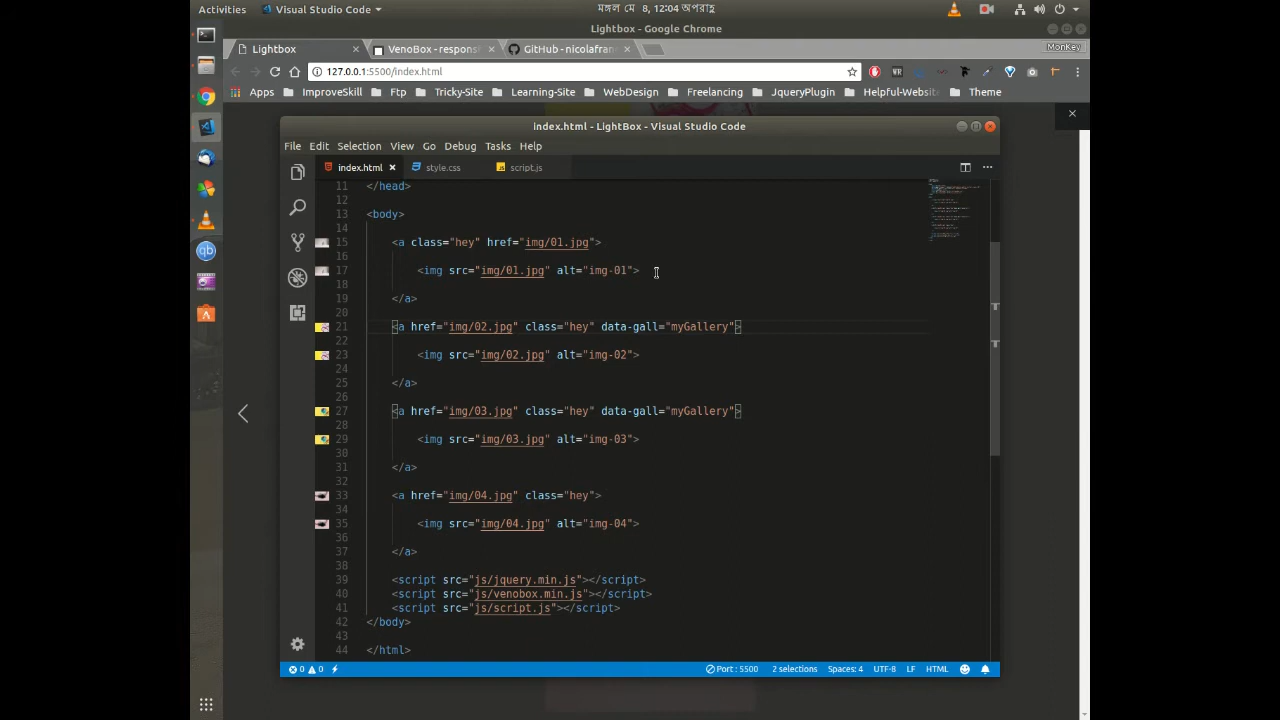 Activities
Visual Studio Code
মঙ্গল মে 8, 12:04 অপরাহ্ণ
Lightbox - Google Chrome
Lightbox
VenoBox - respons
GitHub - nicolafran
MonKey
127.0.0.1:5500/index.html
Apps ImproveSkill Ftp Tricky-Site Learning-Site WebDesign Freelancing JqueryPlugin Helpful-Website Theme
index.html - LightBox - Visual Studio Code
File Edit Selection View Go Debug Tasks Help
index.html
style.css
script.js
11 </head>
12
13 <body>
14
15 <a class="hey" href="img/01.jpg">
16
17 <img src="img/01.jpg" alt="img-01">
18
19 </a>
20
21 <a href="img/02.jpg" class="hey" data-gall="myGallery">
22
23 <img src="img/02.jpg" alt="img-02">
24
25 </a>
26
27 <a href="img/03.jpg" class="hey" data-gall="myGallery">
28
29 <img src="img/03.jpg" alt="img-03">
30
31 </a>
32
33 <a href="img/04.jpg" class="hey">
34
35 <img src="img/04.jpg" alt="img-04">
36
37 </a>
38
39 <script src="js/jquery.min.js"></script>
40 <script src="js/venobox.min.js"></script>
41 <script src="js/script.js"></script>
42 </body>
43
44 </html>
0 0 Port : 5500 2 selections Spaces: 4 UTF-8 LF HTML